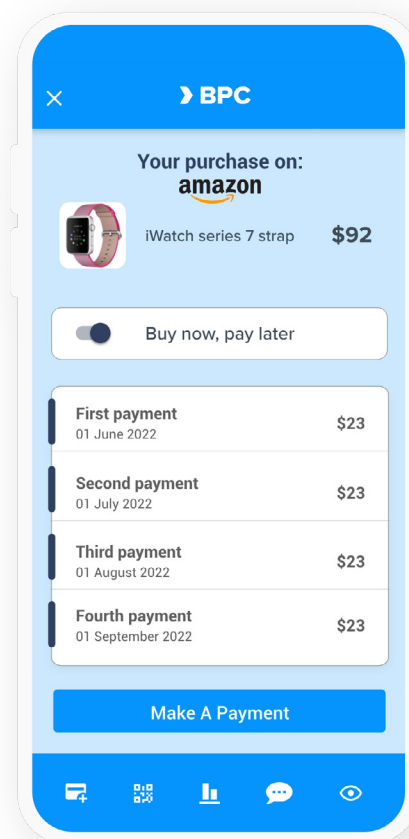 BPC
Your purchase on:
amazon
iWatch series 7 strap $92
Buy now, pay later
First payment
01 June 2022
$23
Second payment
01 July 2022
$23
Third payment
01 August 2022
$23
Fourth payment
01 September 2022
$23
Make A Payment